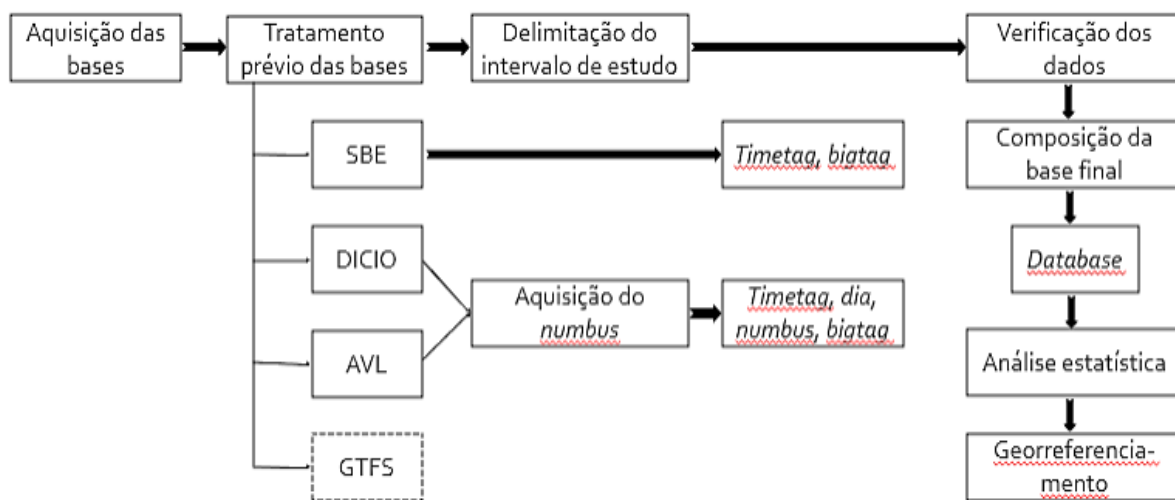 Aquisição das
bases
Tratamento
prévio das bases
Delimitação do
intervalo de estudo
Verificação dos
dados
SBE
Timetag, bigtag
Composição da
base final
DICIO
Database
Aquisição do
numbus
Timetag, dia,
numbus, bigtag
AVL
Análise estatística
GTFS
Georreferencia-
mento